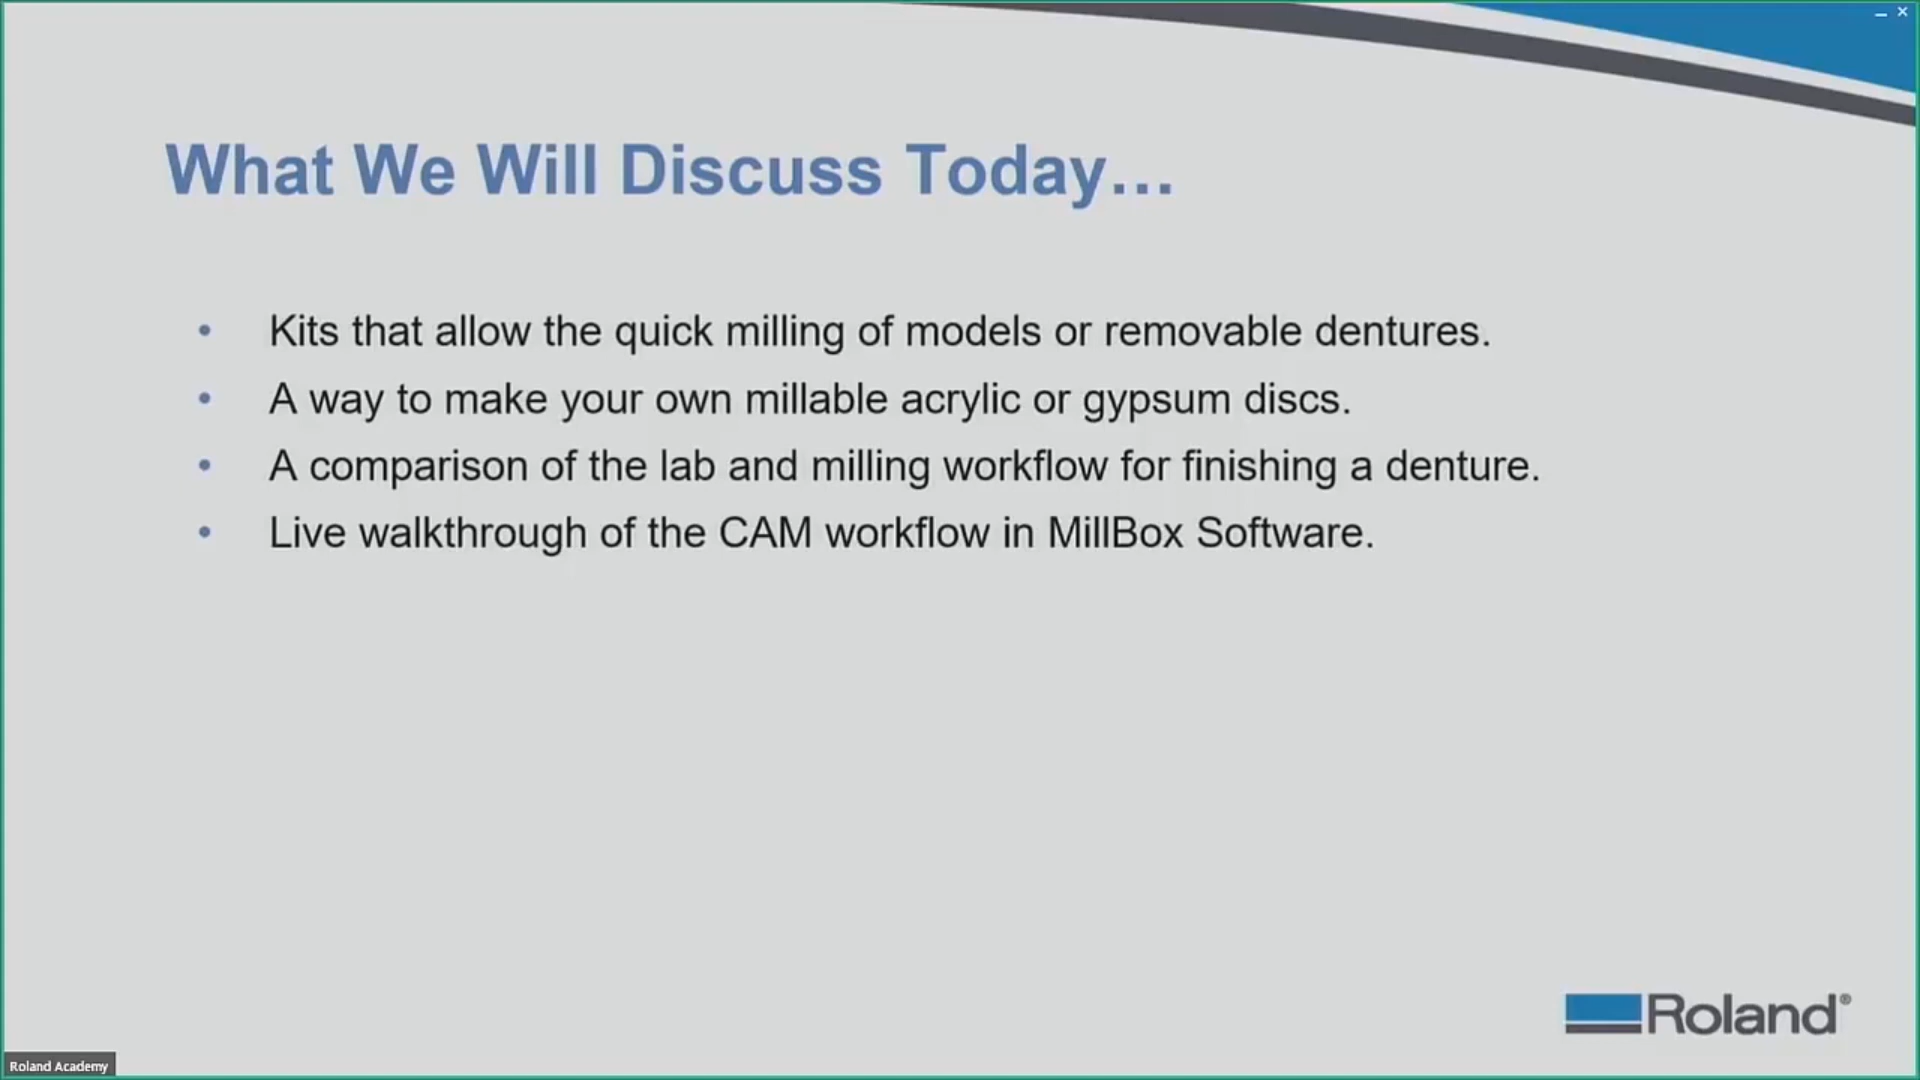 What We Will Discuss Today...
• Kits that allow the quick milling of models or removable dentures.
• A way to make your own millable acrylic or gypsum discs.
• A comparison of the lab and milling workflow for finishing a denture.
• Live walkthrough of the CAM workflow in MillBox Software.
Roland®
Roland Academy